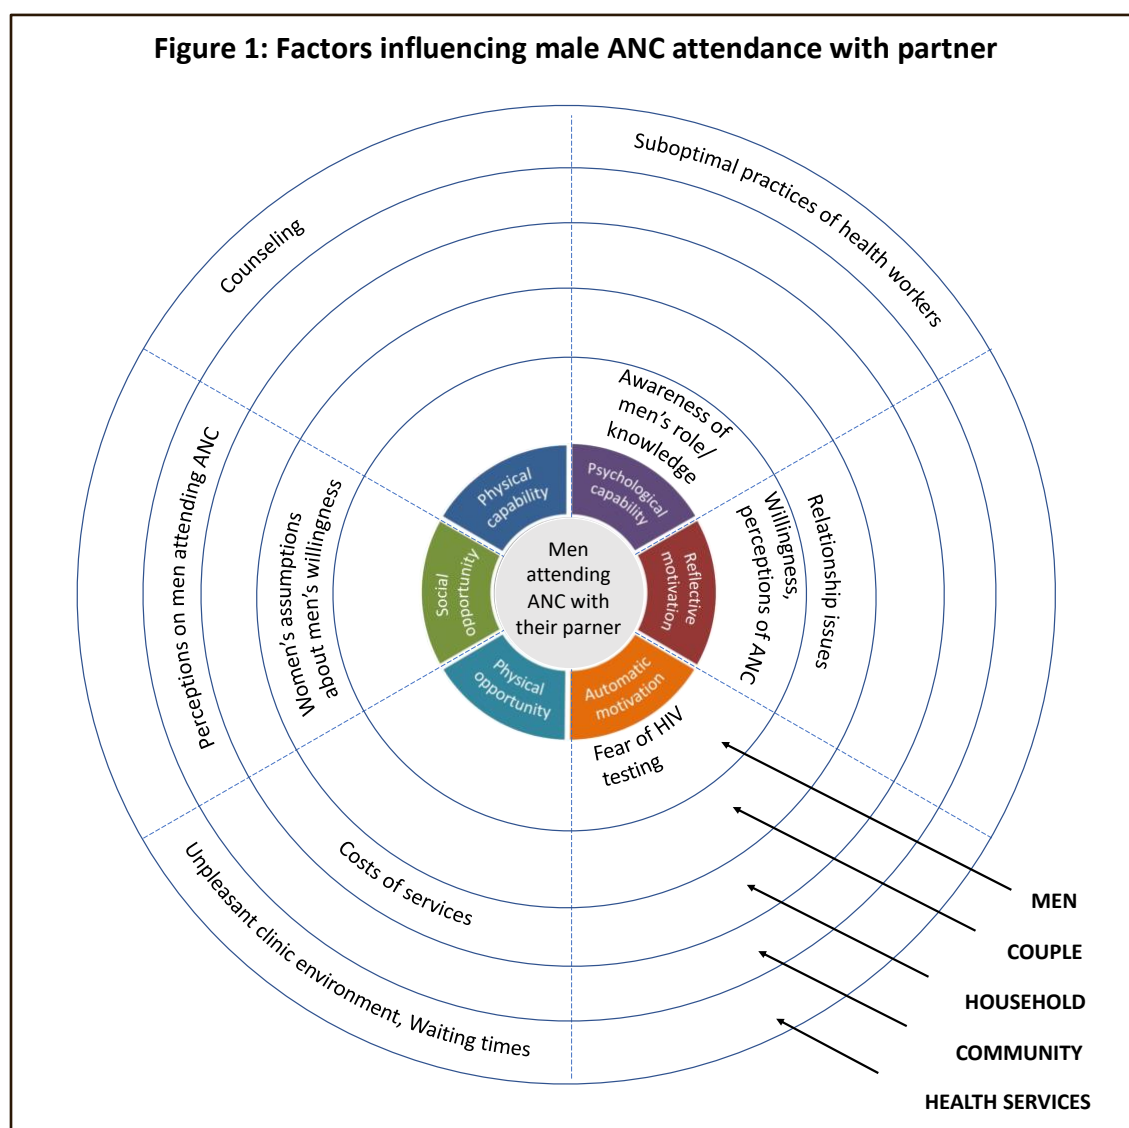 Figure 1: Factors influencing male ANC attendance with partner
Suboptimal practices of health workers
Counseling
Awareness of
men's role/
knowledge
Perceptions on men attending ANC
Women's assumptions
about men's willingness
Physical
capability
Psychological
capability
Social
opportunity
Men
attending
ANC with
their parner
Reflective
motivation
Willingness,
perceptions of ANC
Relationship issues
Physical
opportunity
Automatic
motivation
Fear of HIV
testing
Costs of services
Unpleasant clinic environment, Waiting times
MEN
COUPLE
HOUSEHOLD
COMMUNITY
HEALTH SERVICES